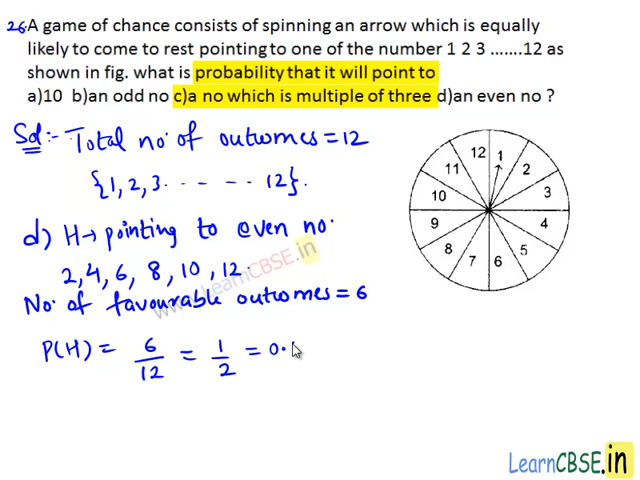 26. A game of chance consists of spinning an arrow which is equally
likely to come to rest pointing to one of the number 1 2 3 .......12 as
shown in fig. what is probability that it will point to
a)10 b)an odd no c)a no which is multiple of three d)an even no ?
Sol :- Total no. of outcomes = 12
{1, 2, 3 - - - - - 12}.
d) H → pointing to even no.
2, 4, 6, 8, 10, 12.
No. of favourable outcomes = 6
P(H) = 6/12 = 1/2 = 0.
12 1
11 2
10 3
9 4
8 5
7 6
www.LearnCBSE.in
LearnCBSE.in